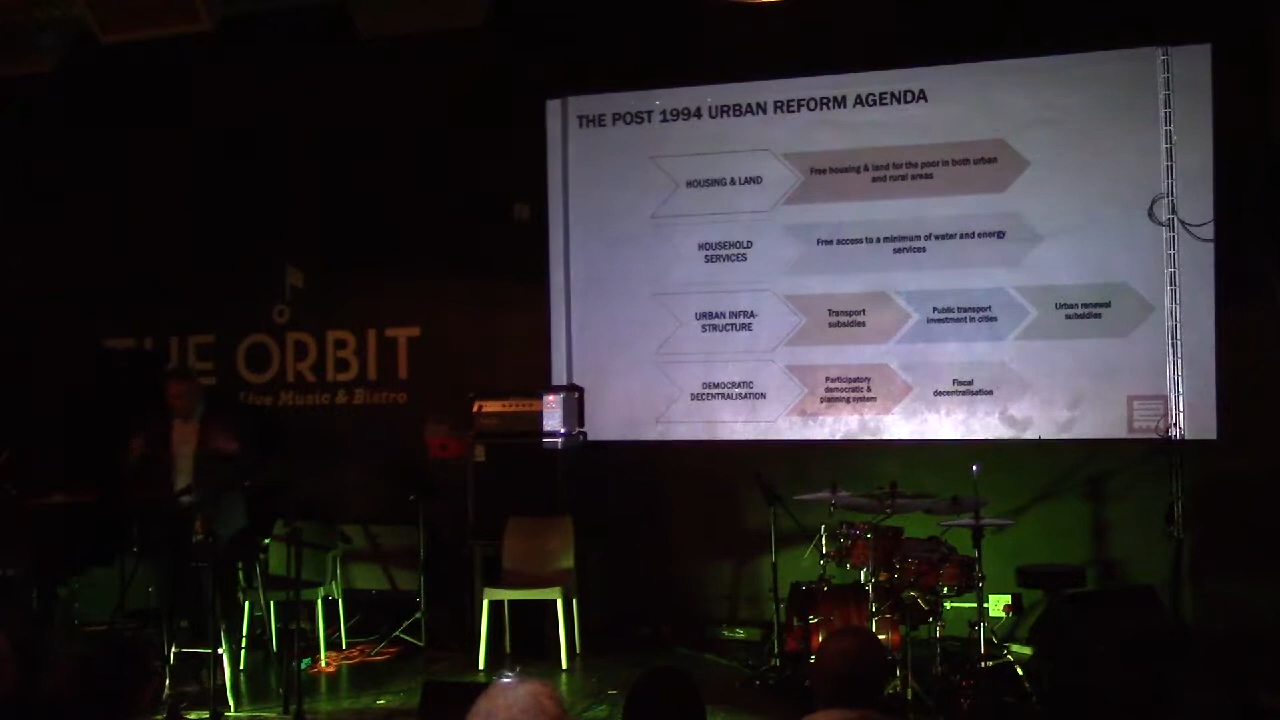 THE POST 1994 URBAN REFORM AGENDA
HOUSING & LAND
Free housing & land for the poor in both urban
and rural areas
HOUSEHOLD
SERVICES
Free access to a minimum of water and energy
services
URBAN INFRA-
STRUCTURE
Transport
subsidies
Public transport
investment in cities
Urban renewal
subsidies
DEMOCRATIC
DECENTRALISATION
Participatory
democratic &
planning system
Fiscal
decentralisation
THE ORBIT
Live Music & Bistro